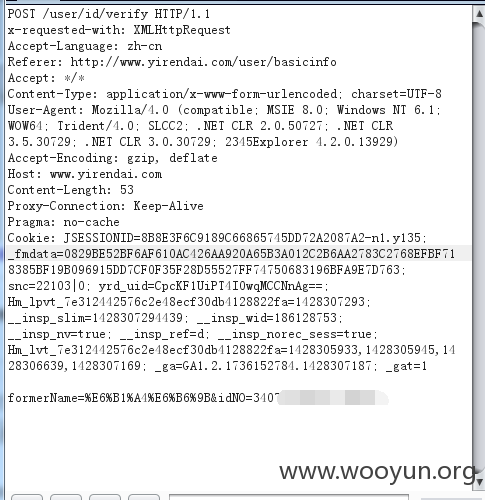 POST /user/id/verify HTTP/1.1
x-requested-with: XMLHttpRequest
Accept-Language: zh-cn
Referer: http://www.yirendai.com/user/basicinfo
Accept: */*
Content-Type: application/x-www-form-urlencoded; charset=UTF-8
User-Agent: Mozilla/4.0 (compatible; MSIE 8.0; Windows NT 6.1;
WOW64; Trident/4.0; SLCC2; .NET CLR 2.0.50727; .NET CLR
3.5.30729; .NET CLR 3.0.30729; 2345Explorer 4.2.0.13929)
Accept-Encoding: gzip, deflate
Host: www.yirendai.com
Content-Length: 53
Proxy-Connection: Keep-Alive
Pragma: no-cache
Cookie: JSESSIONID=8B8E3F6C9189C66865745DD72A2087A2-n1.y135;
_fmdata=0829BE52BF6AF610AC426AA920A65B3A012C2B6AA2783C2768EFBF71
8385BF19B096915DD7CF0F35F28D55527FF74750683196BFA9E7D763;
snc=22103|0; yrd_uid=CpcKF1UiPT4I0wqMCCNnAg==;
Hm_lpvt_7e312442576c2e48ecf30db4128822fa=1428307293;
__insp_slim=1428307294439; __insp_wid=186128753;
__insp_nv=true; __insp_ref=d; __insp_norec_sess=true;
Hm_lvt_7e312442576c2e48ecf30db4128822fa=1428305933,1428305945,14
28306639,1428307169; _ga=GA1.2.1736152784.1428307187; _gat=1
formerName=%E6%B1%A4%E6%B6%9B&idNO=3407
www.wooyun.org